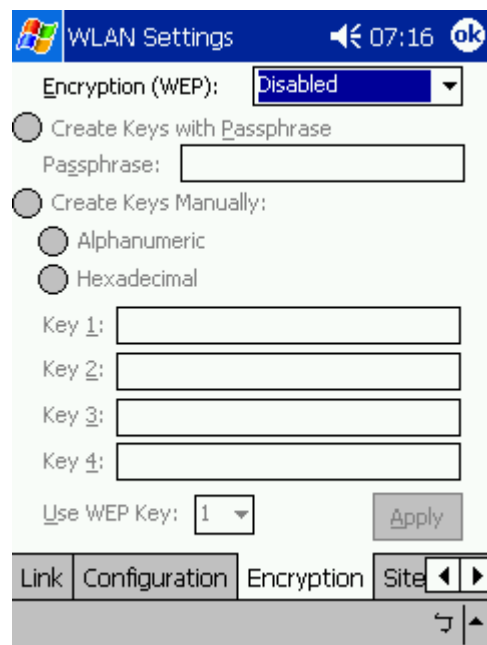 WLAN Settings 07:16 ok
Encryption (WEP): Disabled
Create Keys with Passphrase
Passphrase:
Create Keys Manually:
Alphanumeric
Hexadecimal
Key 1:
Key 2:
Key 3:
Key 4:
Use WEP Key: 1 Apply
Link Configuration Encryption Site